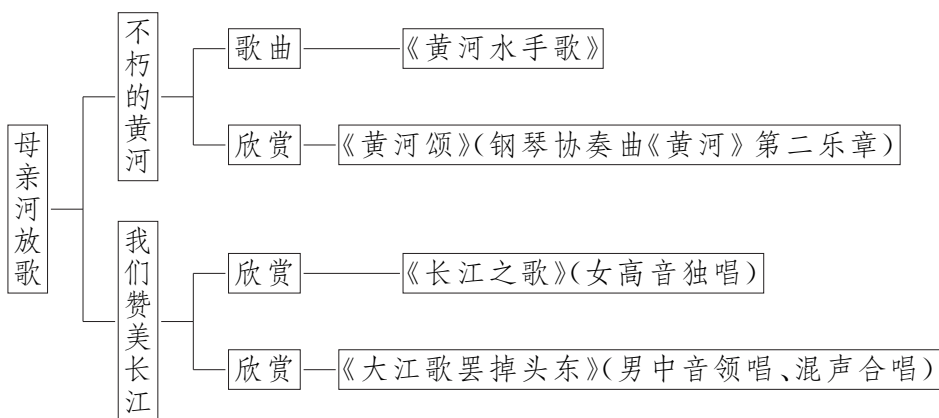 母亲河放歌
不朽的黄河
歌曲
《黄河水手歌》
欣赏
《黄河颂》(钢琴协奏曲《黄河》第二乐章)
我们赞美长江
欣赏
《长江之歌》(女高音独唱)
欣赏
《大江歌罢掉头东》(男中音领唱、混声合唱)